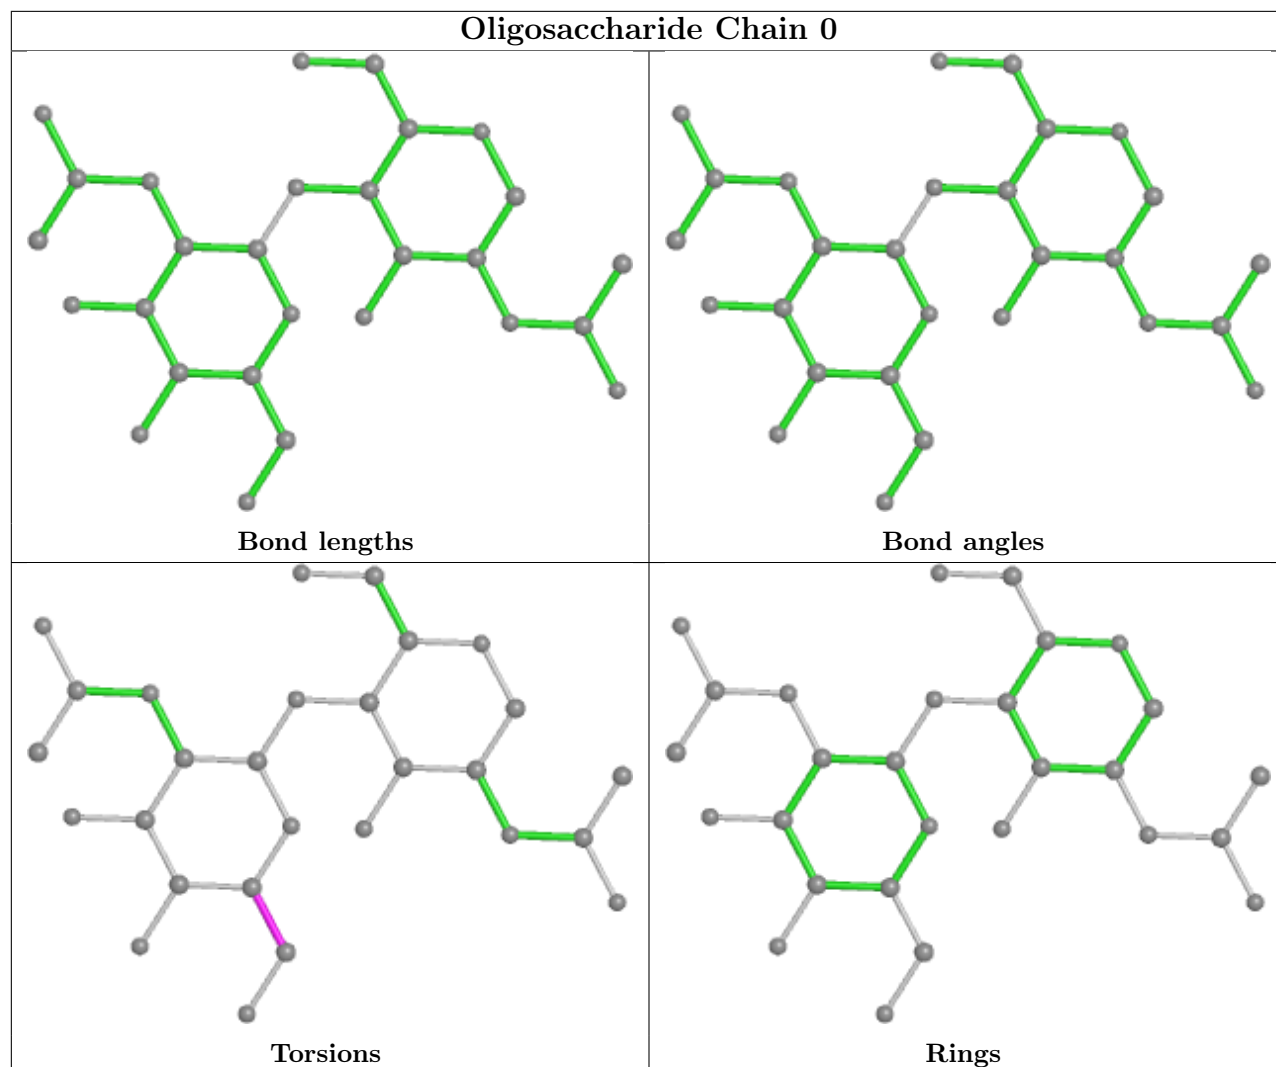 Oligosaccharide Chain 0
Bond lengths
Bond angles
Torsions
Rings